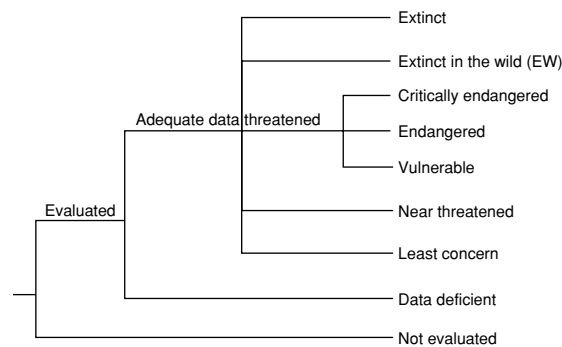 Extinct
Extinct in the wild (EW)
Critically endangered
Adequate data threatened
Endangered
Vulnerable
Evaluated
Near threatened
Least concern
Data deficient
Not evaluated